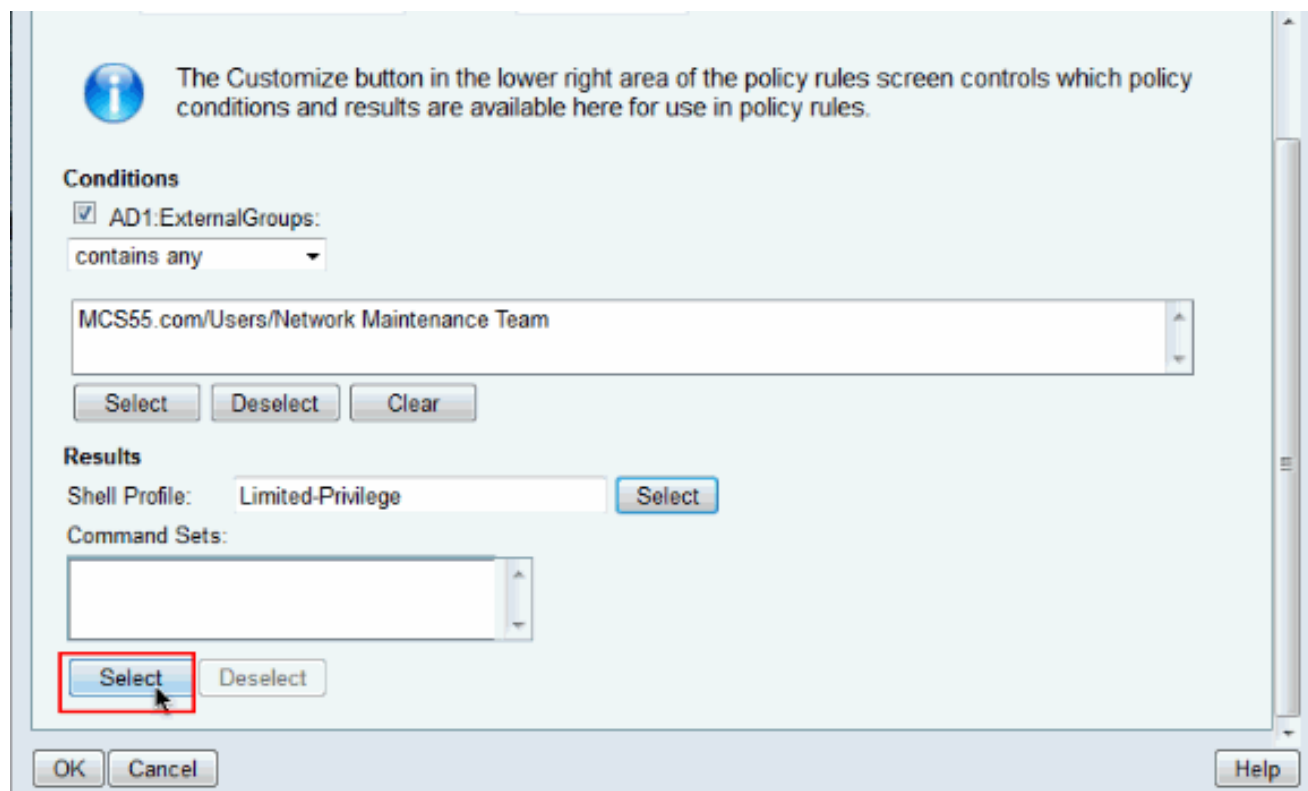 The Customize button in the lower right area of the policy rules screen controls which policy
conditions and results are available here for use in policy rules.
Conditions
AD1:ExternalGroups:
contains any
MCS55.com/Users/Network Maintenance Team
Select Deselect Clear
Results
Shell Profile: Limited-Privilege Select
Command Sets:
Select Deselect
OK Cancel Help